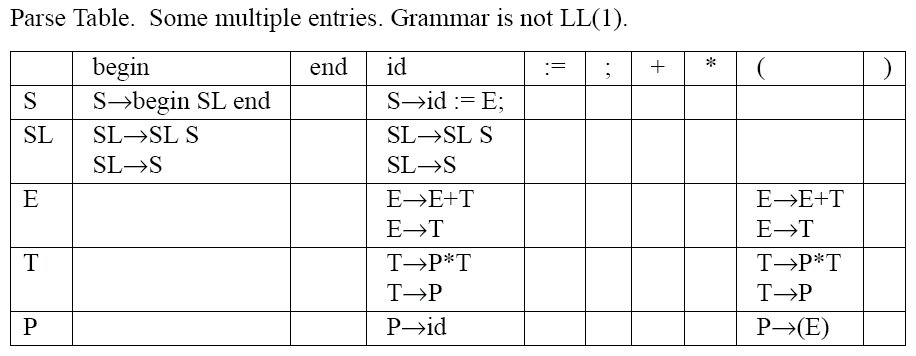 Parse Table.  Some multiple entries. Grammar is not LL(1).
begin end id := ; + * ( )
S S→begin SL end S→id := E;
SL SL→SL S SL→SL S
SL→S SL→S
E E→E+T E→E+T
E→T E→T
T T→P*T T→P*T
T→P T→P
P P→id P→(E)